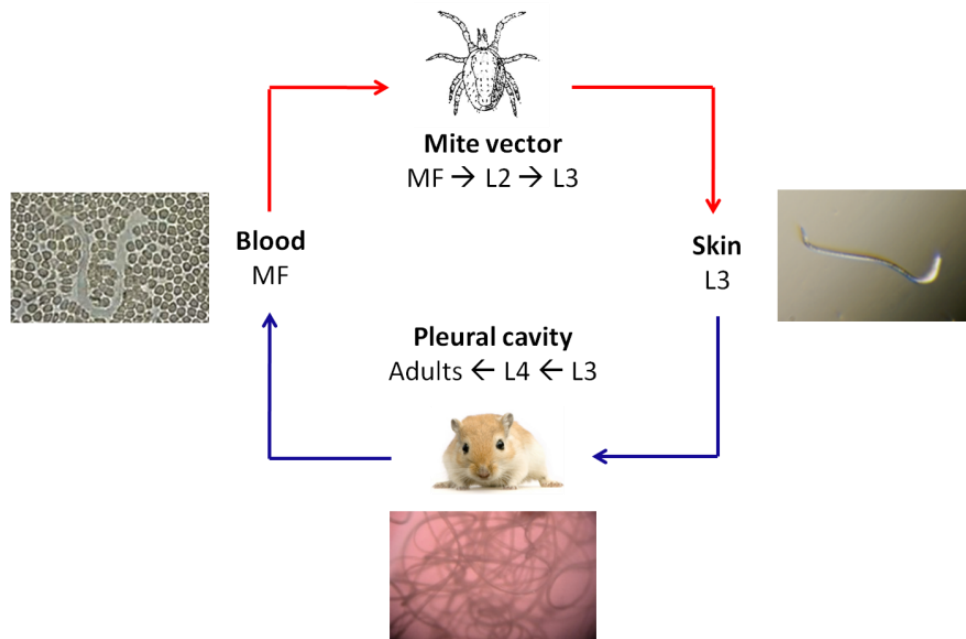 Mite vector
MF → L2 → L3
Blood
MF
Skin
L3
Pleural cavity
Adults ← L4 ← L3